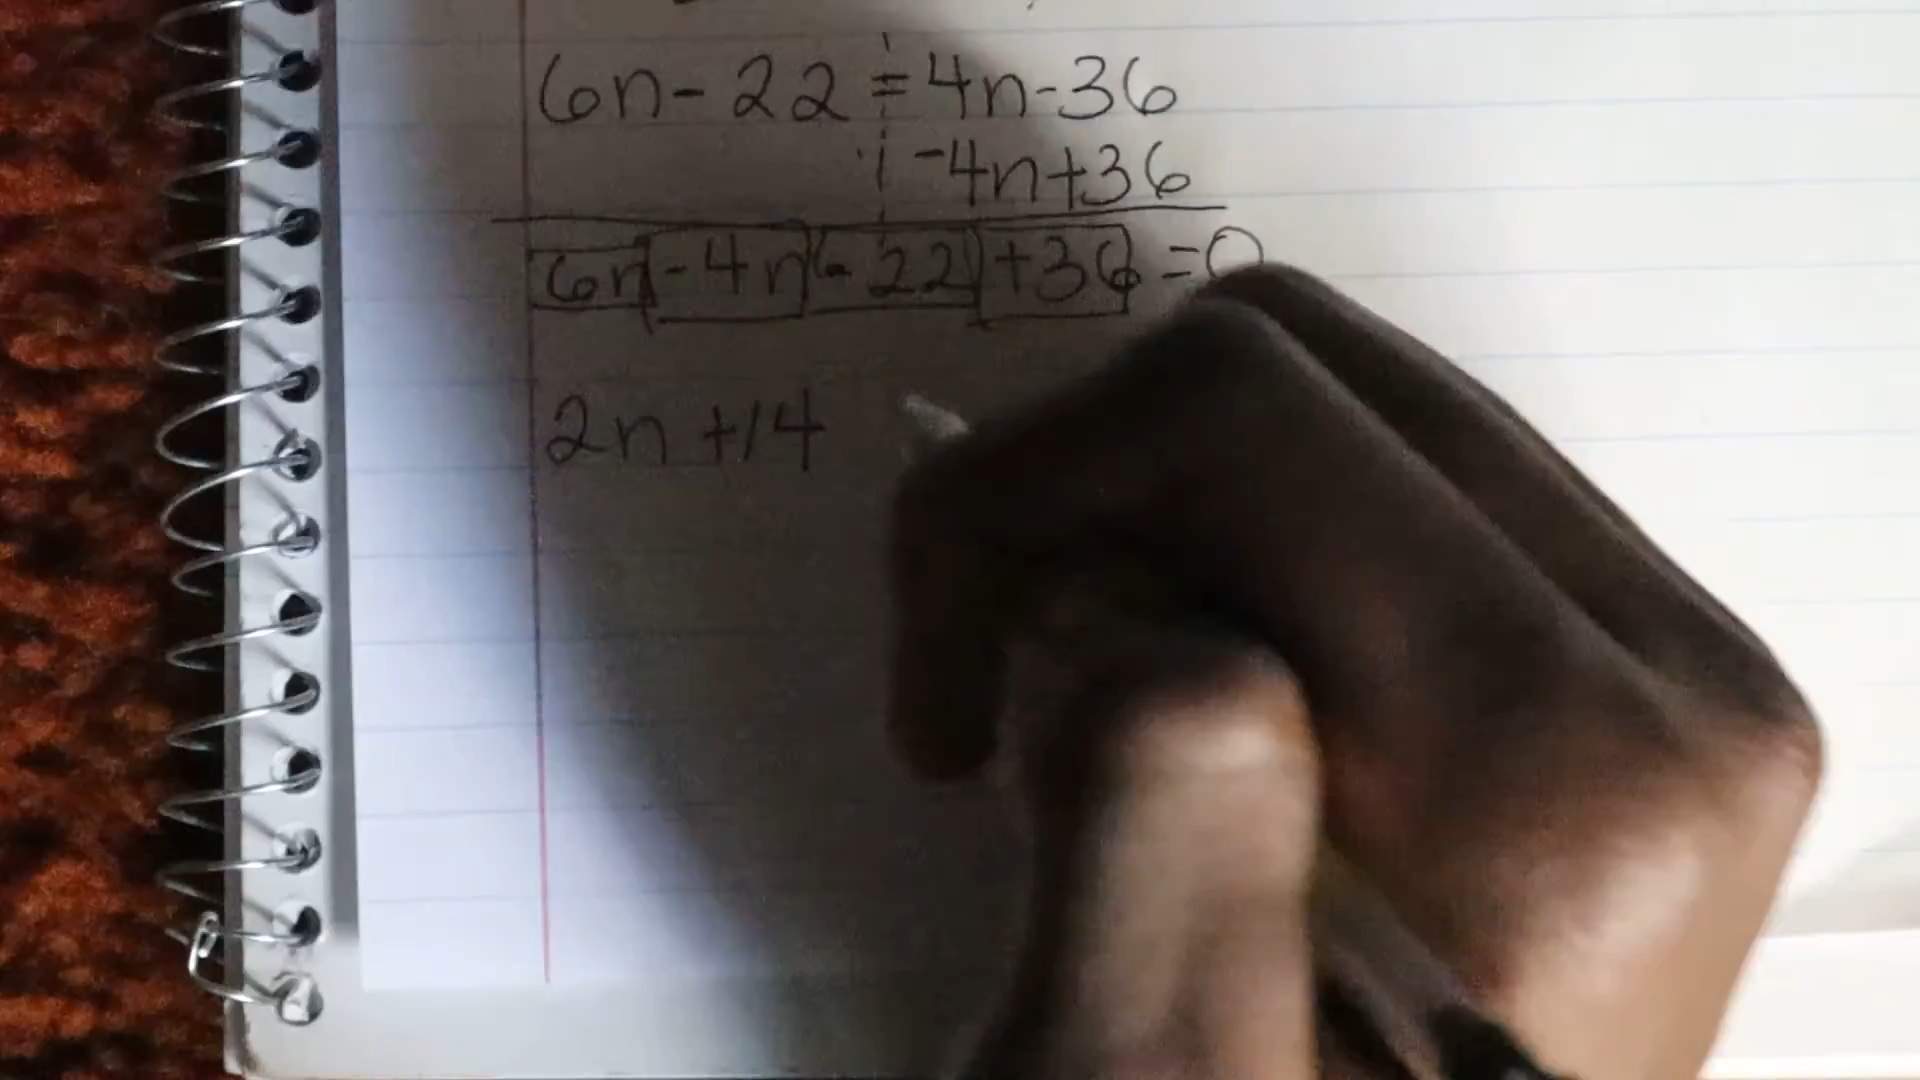 6n - 22 = 4n - 36
-4n + 36
6n - 4n - 22 + 36 = 0
2n + 14